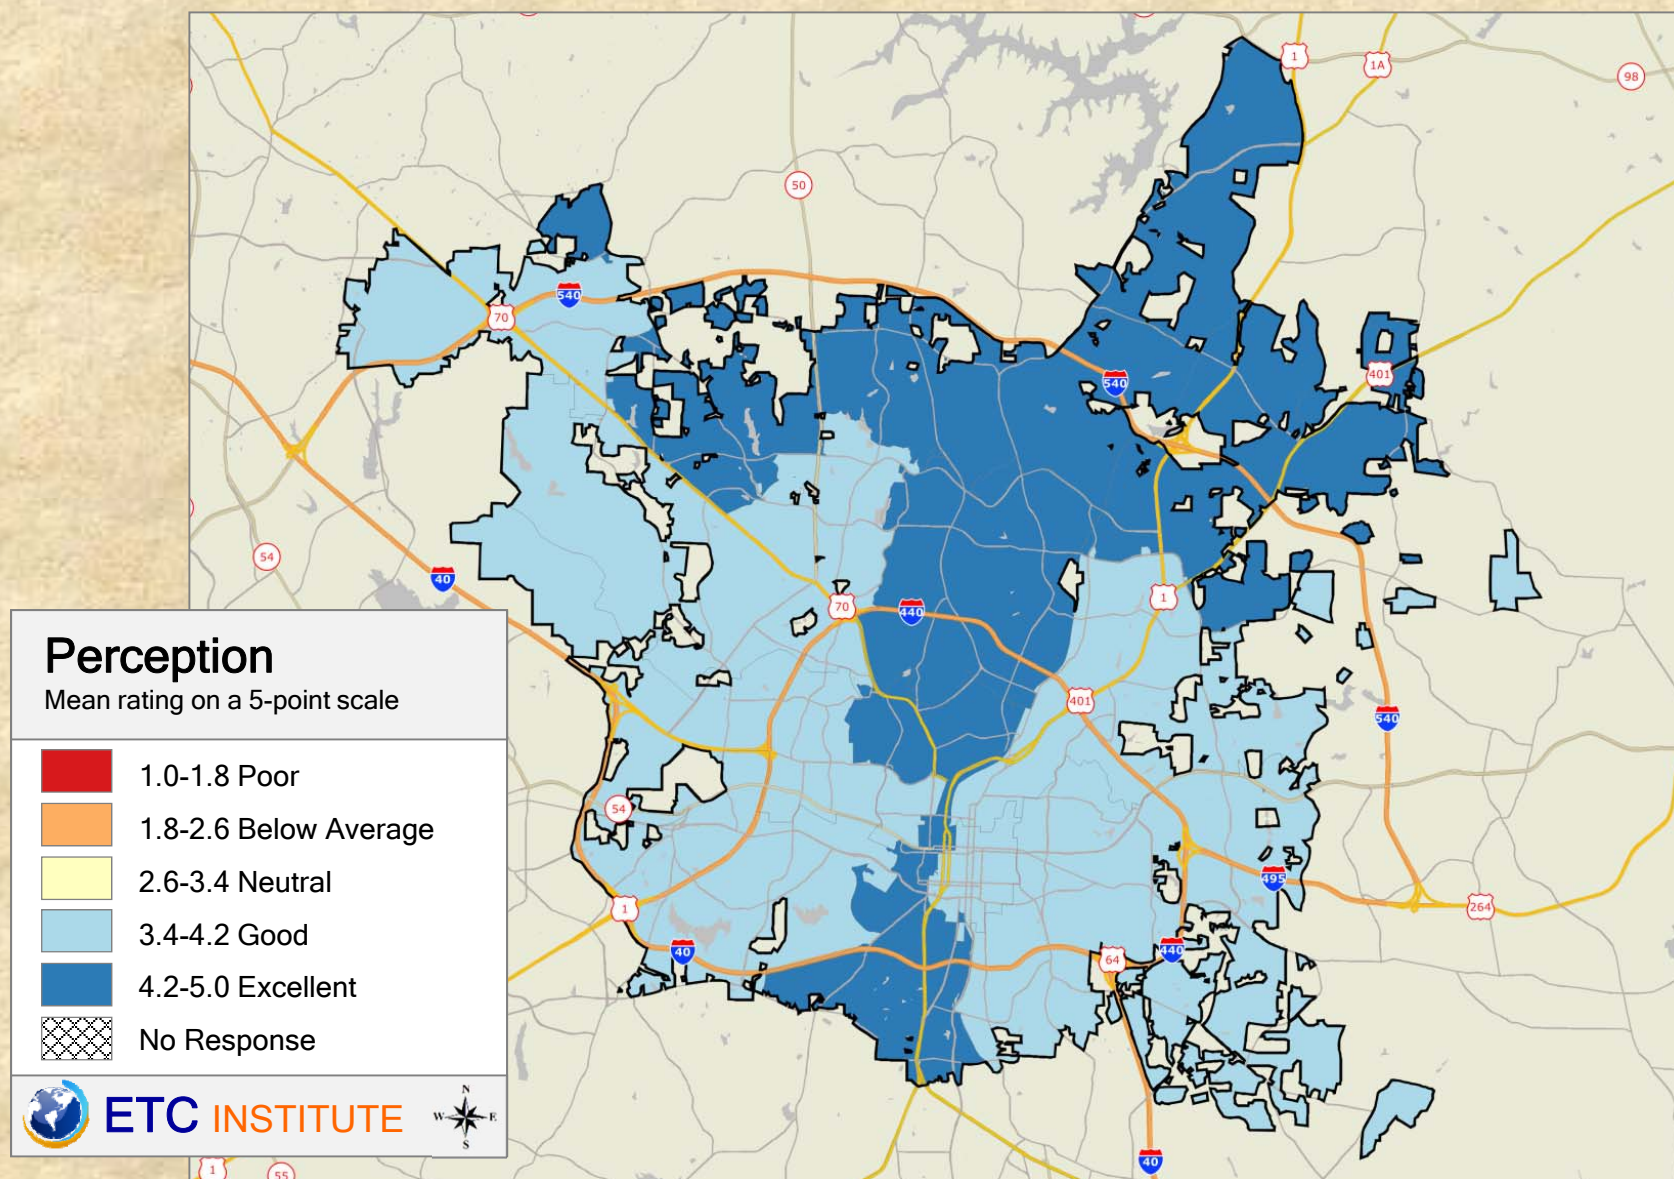 1
1A
98
50
540
70
401
540
54
40
70
440
1
401
540
54
495
1
264
40
440
64
40
1
55
Perception
Mean rating on a 5-point scale
1.0-1.8 Poor
1.8-2.6 Below Average
2.6-3.4 Neutral
3.4-4.2 Good
4.2-5.0 Excellent
No Response
ETC INSTITUTE
N
W E
S